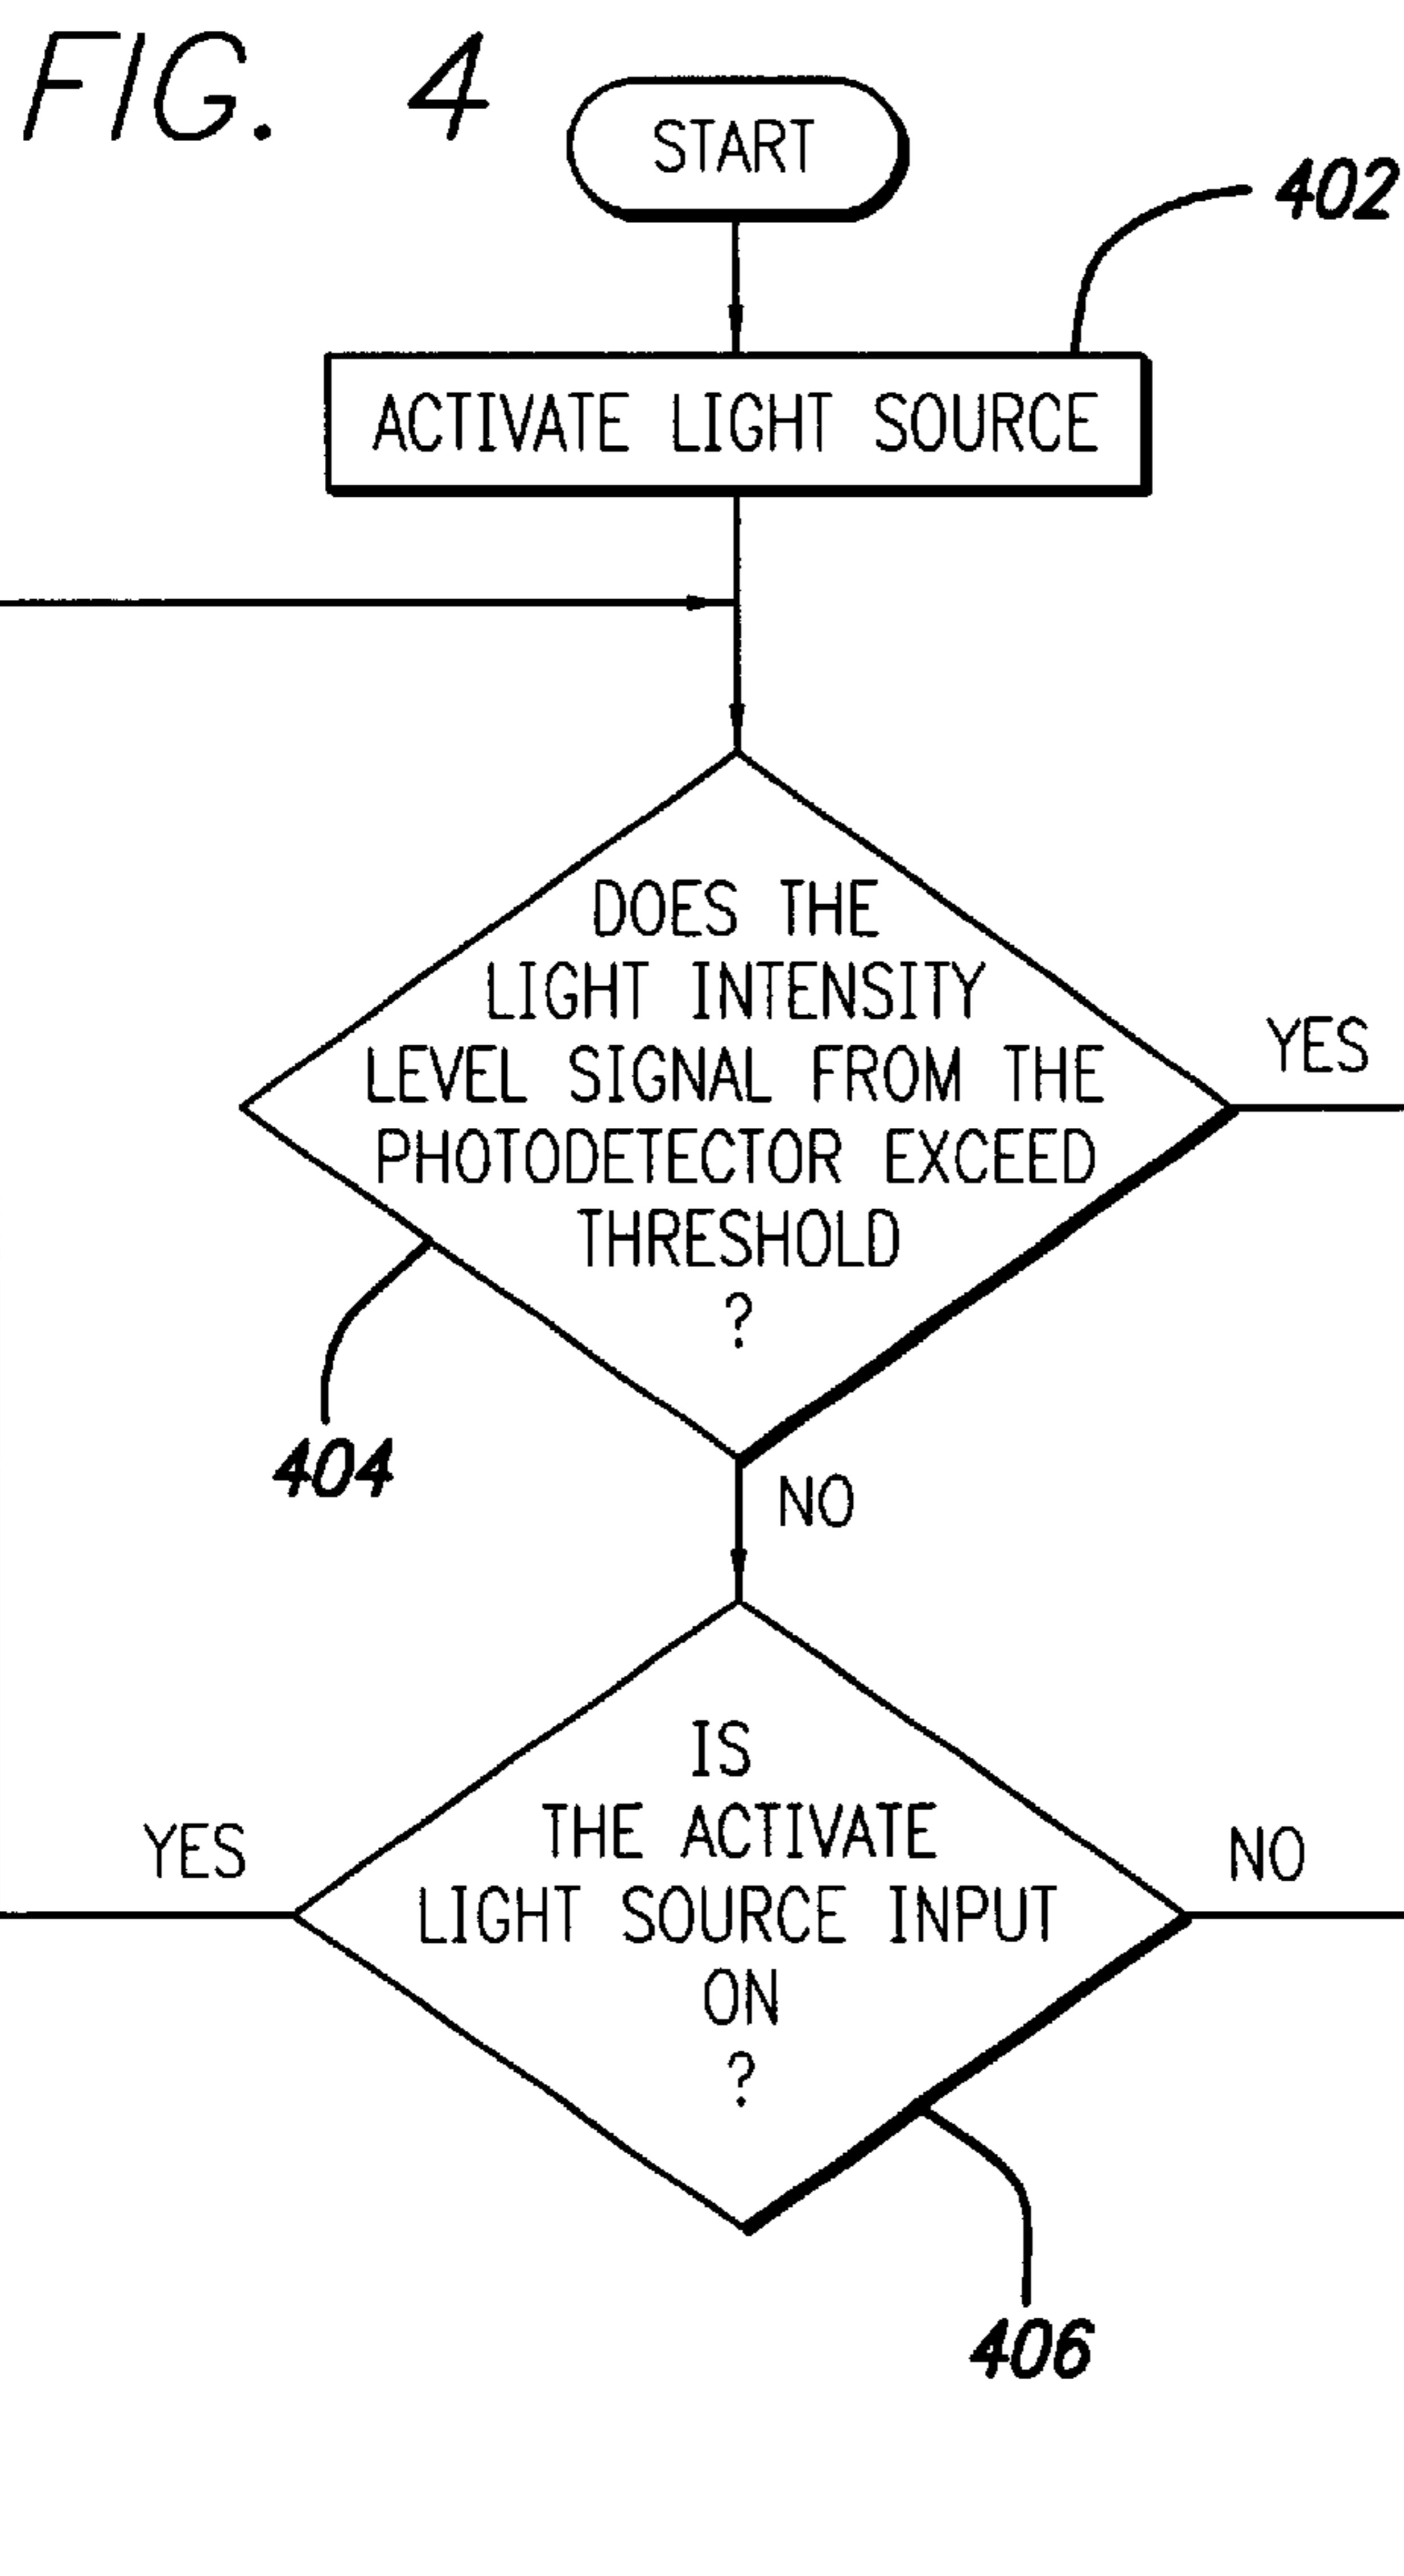 FIG. 4
START
402
ACTIVATE LIGHT SOURCE
DOES THE
LIGHT INTENSITY
LEVEL SIGNAL FROM THE
PHOTODETECTOR EXCEED
THRESHOLD
?
YES
404
NO
IS
THE ACTIVATE
LIGHT SOURCE INPUT
ON
?
YES
NO
406